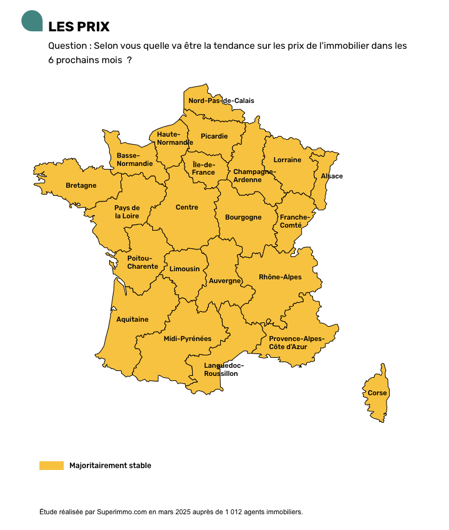 LES PRIX
Question : Selon vous quelle va être la tendance sur les prix de l'immobilier dans les
6 prochains mois ?
Nord-Pas-de-Calais
Haute-
Normandie
Picardie
Basse-
Normandie
Île-de-
France
Champagne-
Ardenne
Lorraine
Alsace
Bretagne
Pays de
la Loire
Centre
Bourgogne
Franche-
Comté
Poitou-
Charente
Limousin
Auvergne
Rhône-Alpes
Aquitaine
Midi-Pyrénées
Provence-Alpes-
Côte d'Azur
Languedoc-
Roussillon
Corse
Majoritairement stable
Étude réalisée par Superimmo.com en mars 2025 auprès de 1 012 agents immobiliers.